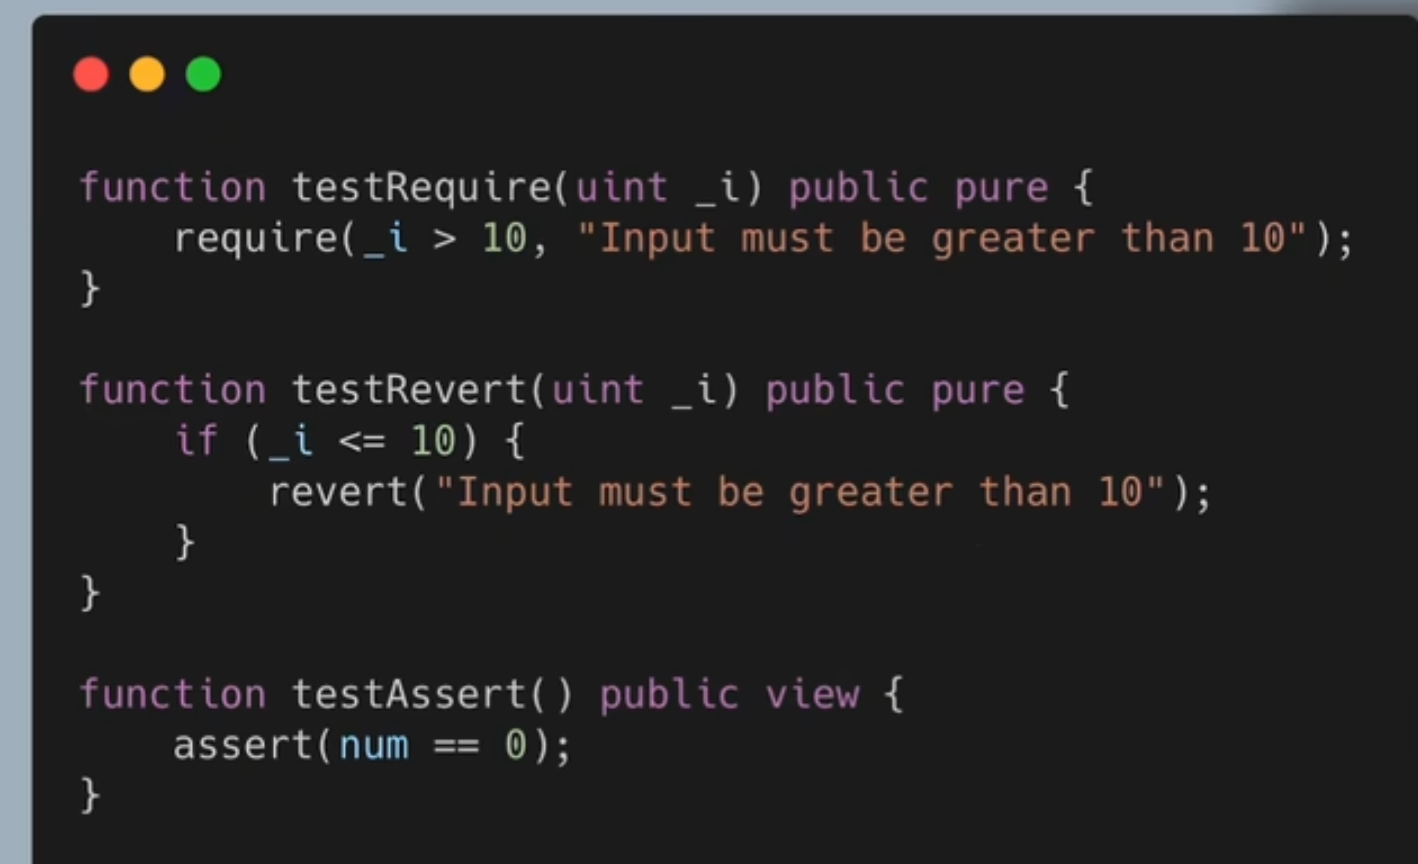 function testRequire(uint _i) public pure {
    require(_i > 10, "Input must be greater than 10");
}

function testRevert(uint _i) public pure {
    if (_i <= 10) {
        revert("Input must be greater than 10");
    }
}

function testAssert() public view {
    assert(num == 0);
}